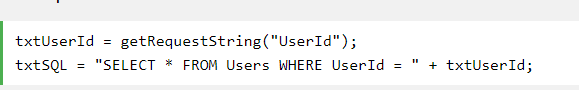 txtUserId = getRequestString("UserId");
txtSQL = "SELECT * FROM Users WHERE UserId = " + txtUserId;